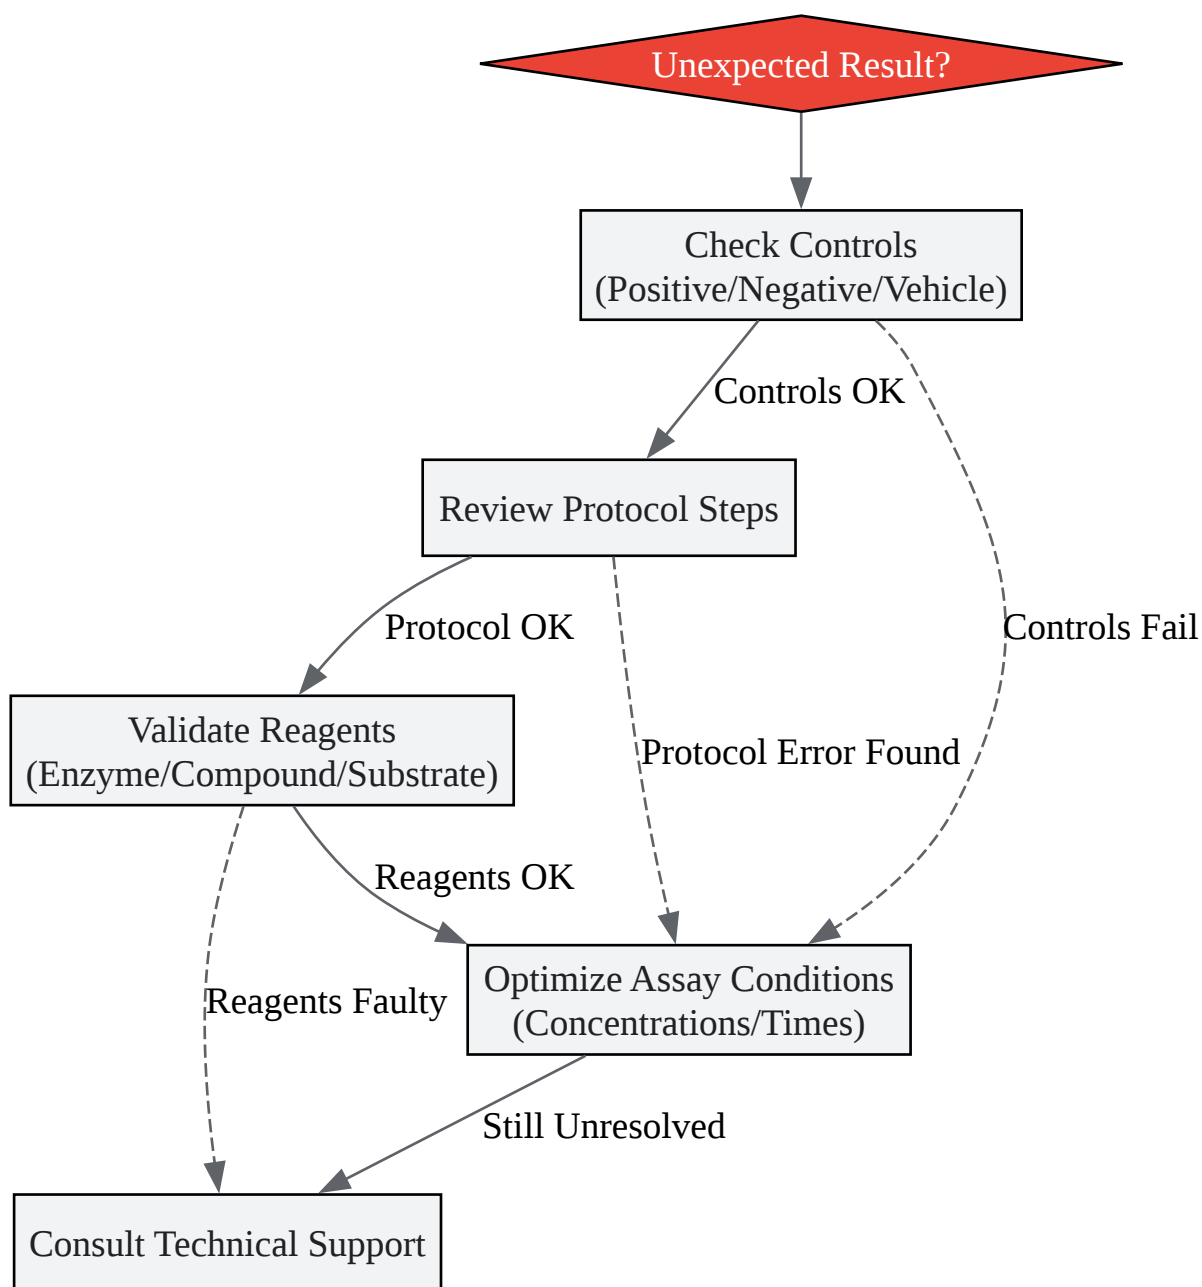 Unexpected Result?
Check Controls
(Positive/Negative/Vehicle)
Controls OK
Review Protocol Steps
Protocol OK
Controls Fail
Validate Reagents
(Enzyme/Compound/Substrate)
Protocol Error Found
Reagents OK
Optimize Assay Conditions
(Concentrations/Times)
Reagents Faulty
Still Unresolved
Consult Technical Support